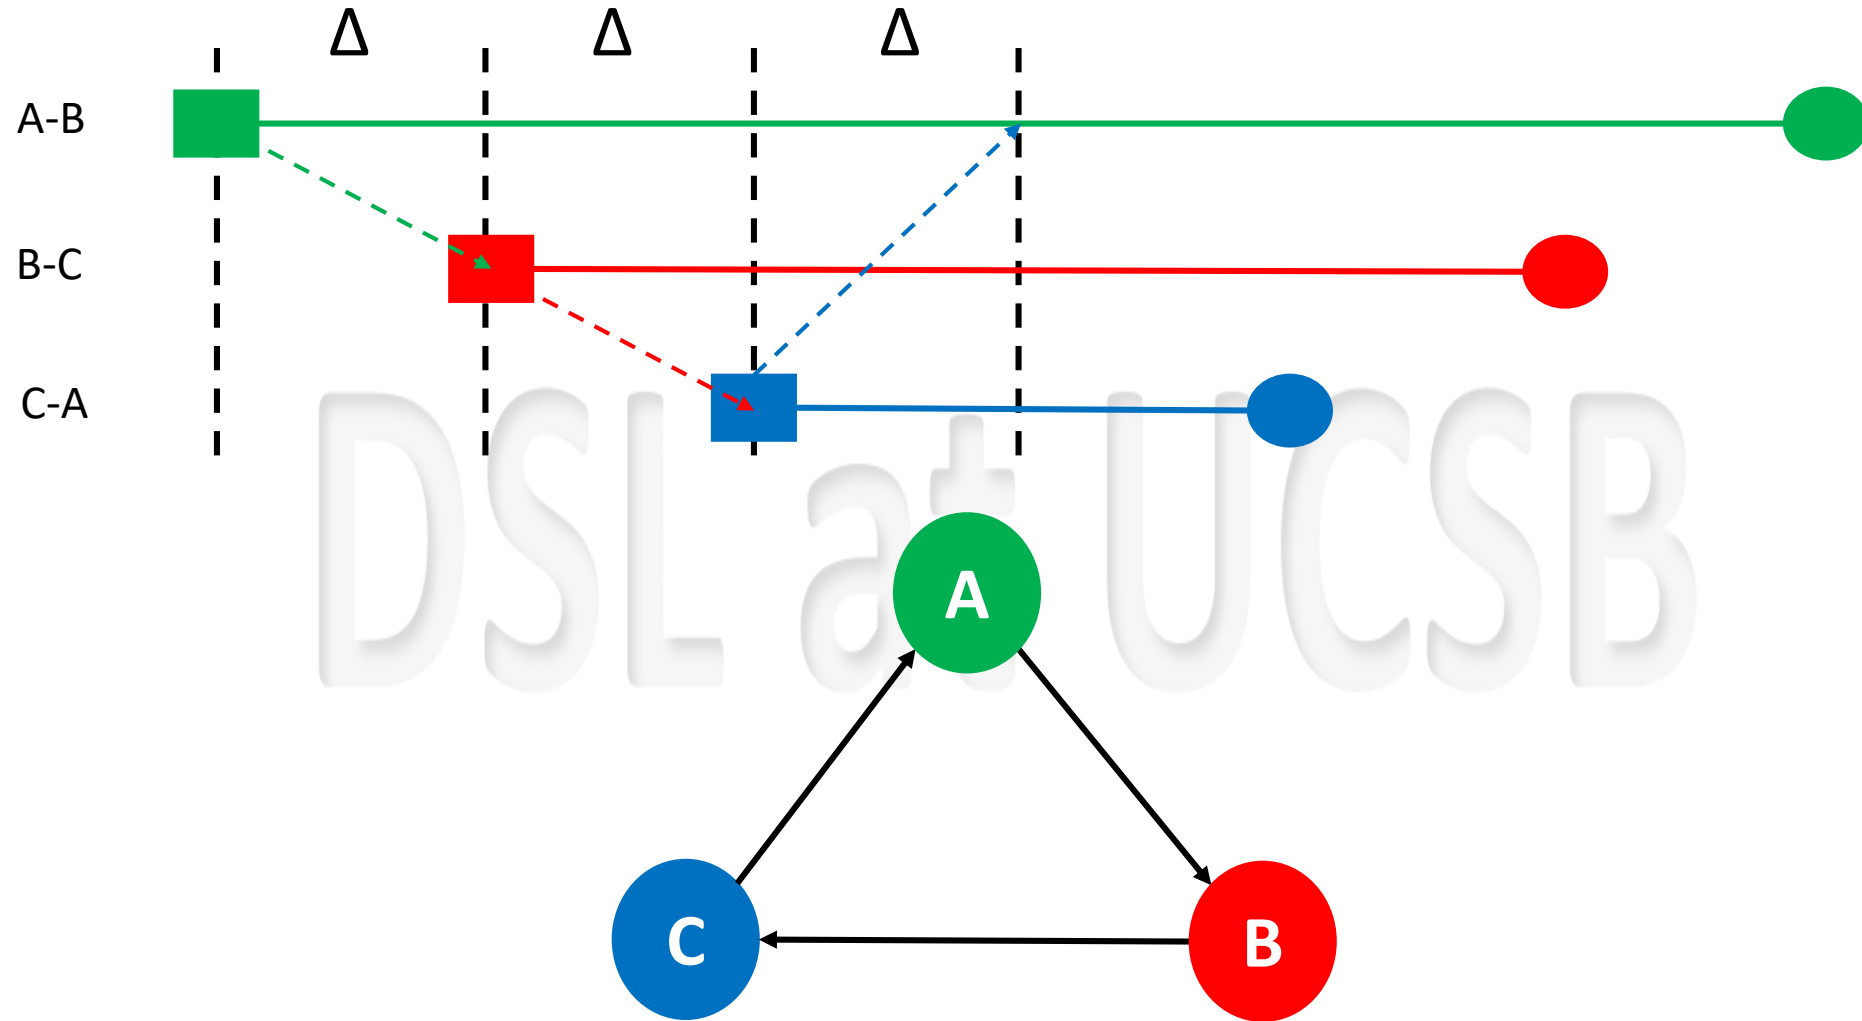 Δ Δ Δ
A-B
B-C
C-A
DSL at UCSB
A
C B